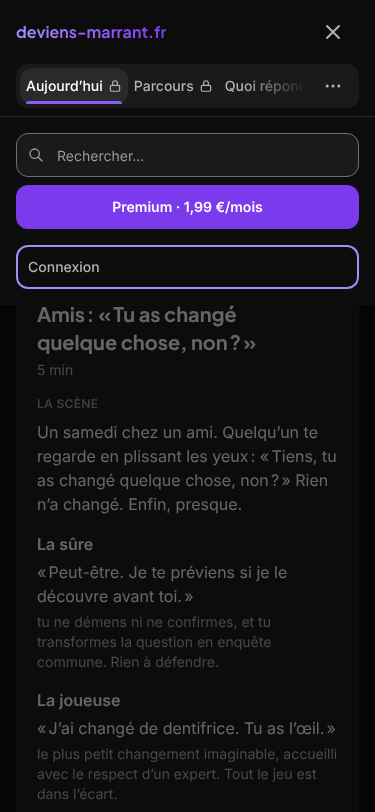 deviens-marrant.fr
Aujourd’hui Parcours Quoi répond
Rechercher…
Premium · 1,99 €/mois
Connexion
Amis : « Tu as changé
quelque chose, non ? »
5 min
LA SCÈNE
Un samedi chez un ami. Quelqu’un te
regarde en plissant les yeux : « Tiens, tu
as changé quelque chose, non ? » Rien
n’a changé. Enfin, presque.
La sûre
« Peut-être. Je te préviens si je le
découvre avant toi. »
tu ne démens ni ne confirmes, et tu
transformes la question en enquête
commune. Rien à défendre.
La joueuse
« J’ai changé de dentifrice. Tu as l’œil. »
le plus petit changement imaginable, accueilli
avec le respect d’un expert. Tout le jeu est
dans l’écart.